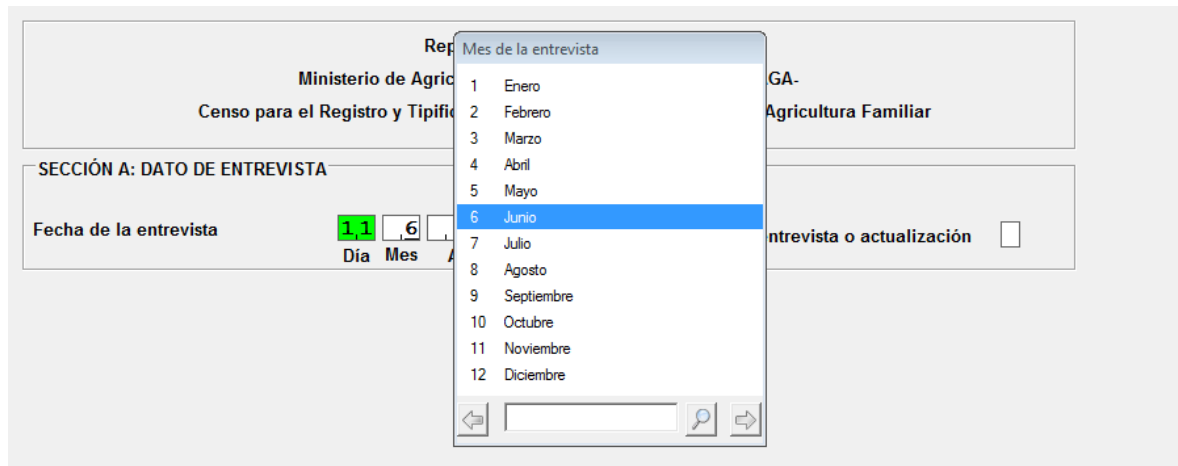 Rep
Ministerio de Agric
GA-
Censo para el Registro y Tipific
Agricultura Familiar
Mes de la entrevista
1 Enero
2 Febrero
3 Marzo
4 Abril
5 Mayo
6 Junio
7 Julio
8 Agosto
9 Septiembre
10 Octubre
11 Noviembre
12 Diciembre
SECCIÓN A: DATO DE ENTREVISTA
Fecha de la entrevista
11 6
Día Mes
ntrevista o actualización